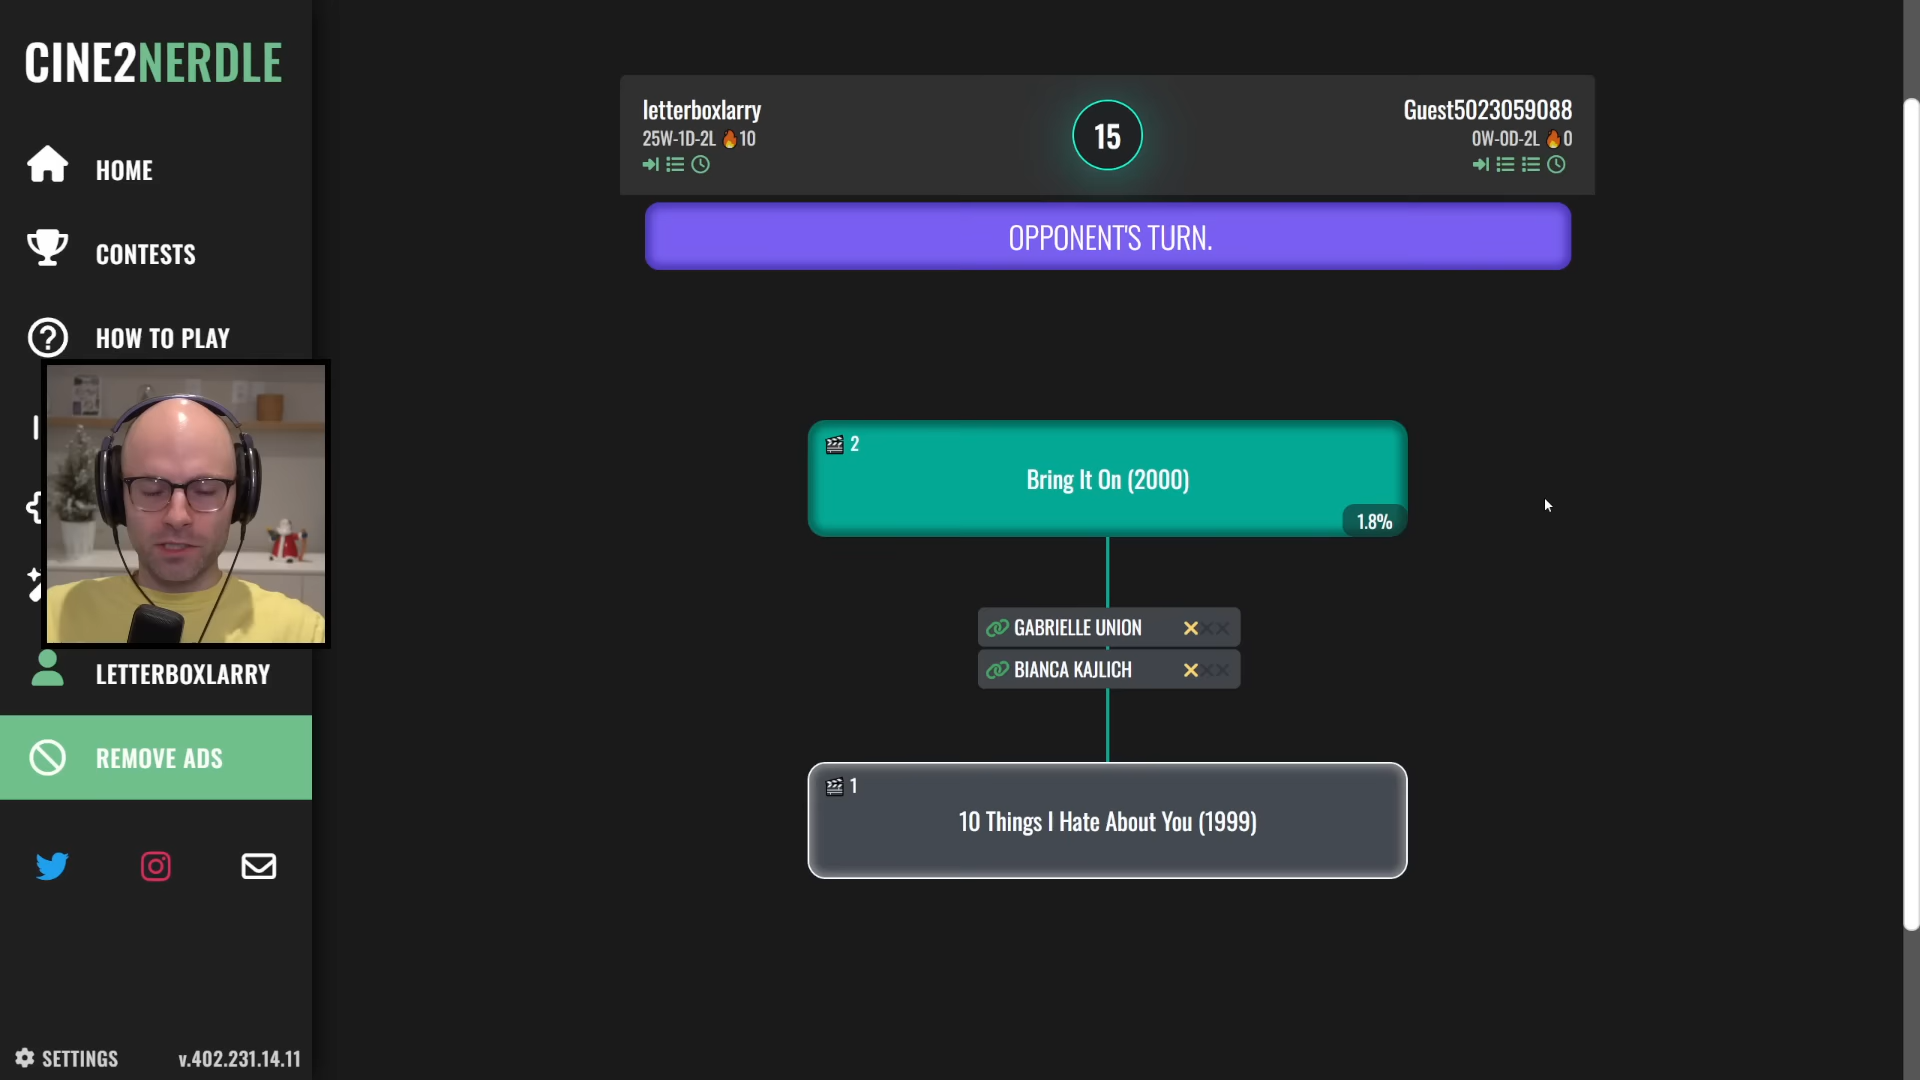 CINE2NERDLE
HOME
CONTESTS
HOW TO PLAY
LETTERBOXLARRY
REMOVE ADS
SETTINGS
v.402.231.14.11
letterboxlarry
25W-1D-2L 🔥10
15
Guest5023059088
0W-0D-2L 🔥0
OPPONENT'S TURN.
2
Bring It On (2000)
1.8%
GABRIELLE UNION
BIANCA KAJLICH
1
10 Things I Hate About You (1999)